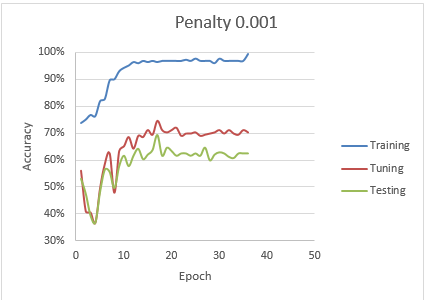 Penalty 0.001
100%
90%
80%
70%
60%
50%
40%
30%
Accuracy
0 10 20 30 40 50
Epoch
Training
Tuning
Testing